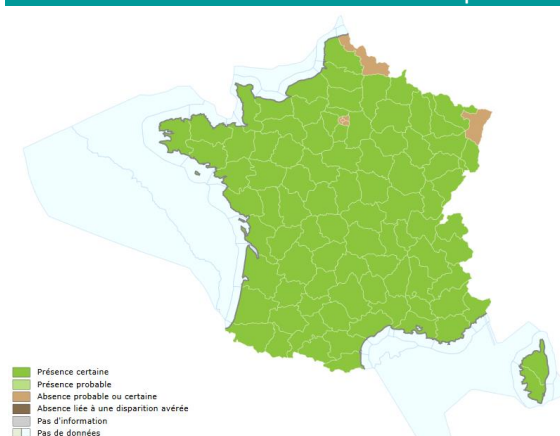 Présence certaine
Présence probable
Absence probable ou certaine
Absence liée à une disparition avérée
Pas d'information
Pas de données